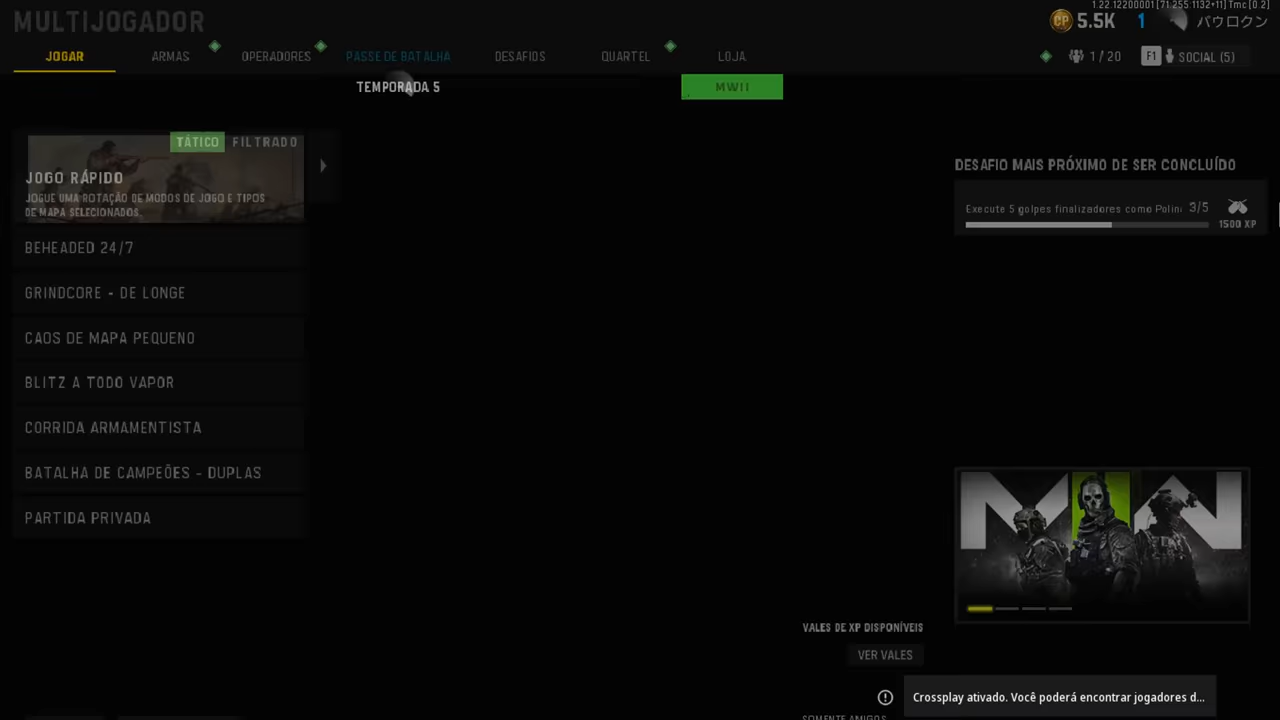 1.22.12200001 [71.255:1132+11] Tmc [0.2]
MULTIJOGADOR
CP 5.5K 1 パウロクン
JOGAR ARMAS OPERADORES PASSE DE BATALHA DESAFIOS QUARTEL LOJA
1 / 20 F1 SOCIAL (5)
TEMPORADA 5 MWII
TÁTICO FILTRADO
JOGO RÁPIDO
JOGUE UMA ROTAÇÃO DE MODOS DE JOGO E TIPOS
DE MAPA SELECIONADOS.
BEHEADED 24/7
GRINDCORE - DE LONGE
CAOS DE MAPA PEQUENO
BLITZ A TODO VAPOR
CORRIDA ARMAMENTISTA
BATALHA DE CAMPEÕES - DUPLAS
PARTIDA PRIVADA
DESAFIO MAIS PRÓXIMO DE SER CONCLUÍDO
Execute 5 golpes finalizadores como 3/5
1500 XP
VALES DE XP DISPONÍVEIS
VER VALES
Crossplay ativado. Você poderá encontrar jogadores d...
SOMENTE AMIGOS